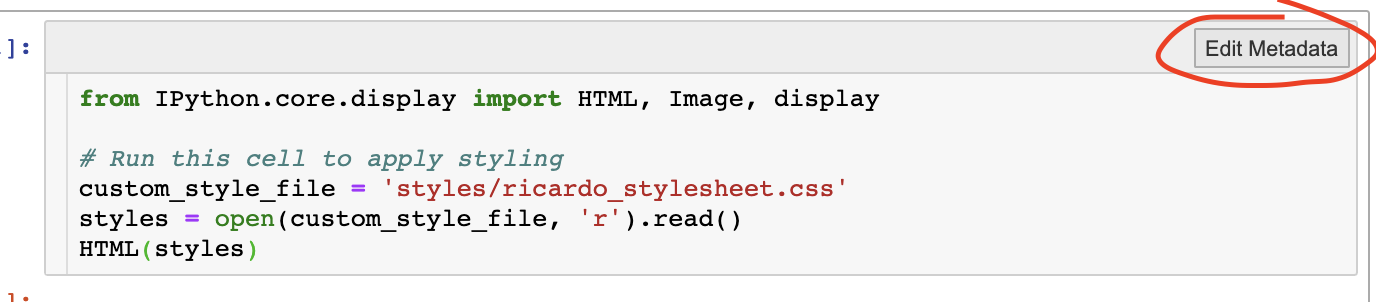 ]:
Edit Metadata
from IPython.core.display import HTML, Image, display
# Run this cell to apply styling
custom_style_file = 'styles/ricardo_stylesheet.css'
styles = open(custom_style_file, 'r').read()
HTML(styles)
]: